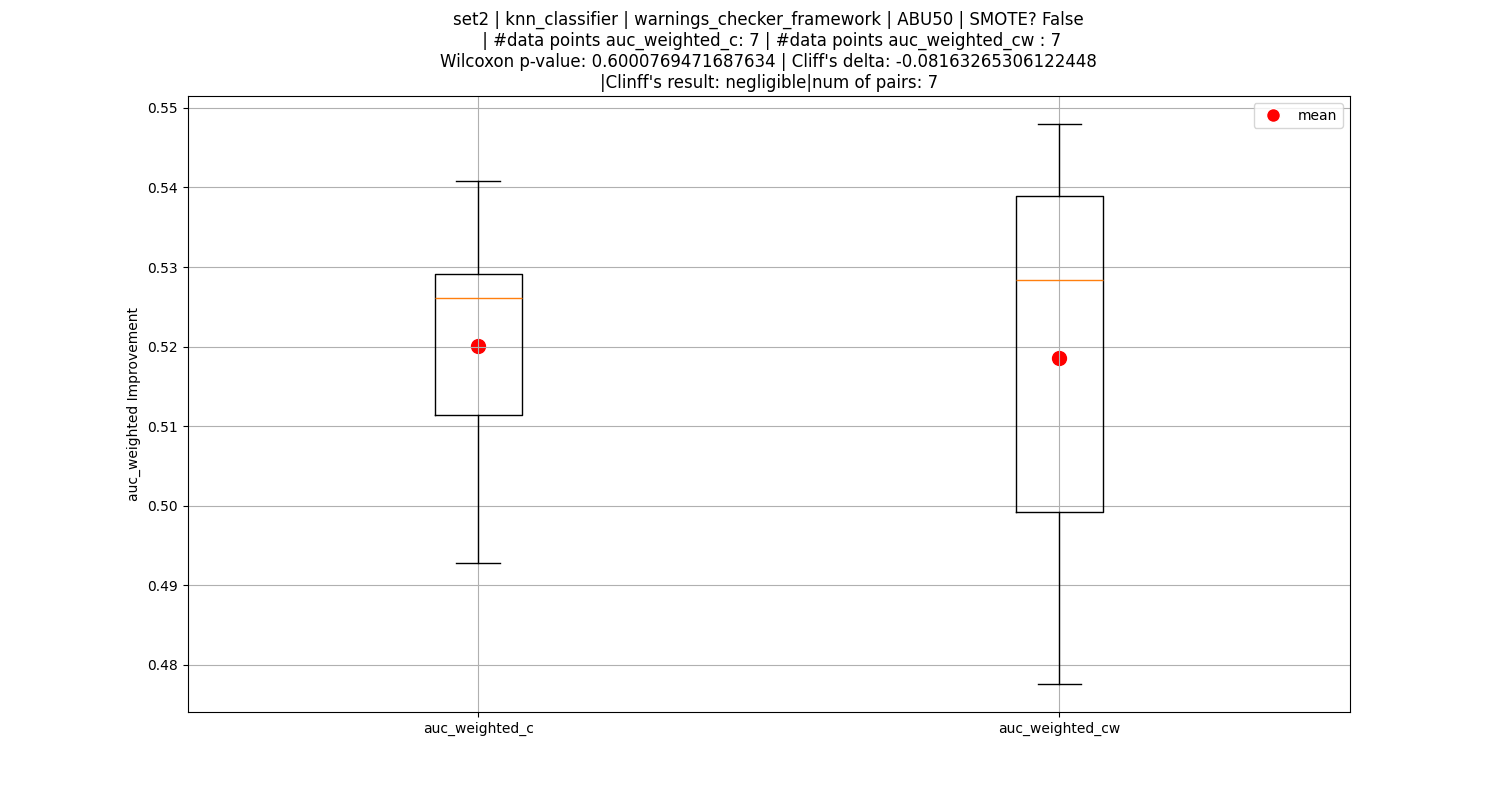 set2 | knn_classifier | warnings_checker_framework | ABU50 | SMOTE? False
| #data points auc_weighted_c: 7 | #data points auc_weighted_cw : 7
Wilcoxon p-value: 0.6000769471687634 | Cliff's delta: -0.08163265306122448
|Clinff's result: negligible|num of pairs: 7
mean
auc_weighted Improvement
0.55
0.54
0.53
0.52
0.51
0.50
0.49
0.48
auc_weighted_c
auc_weighted_cw